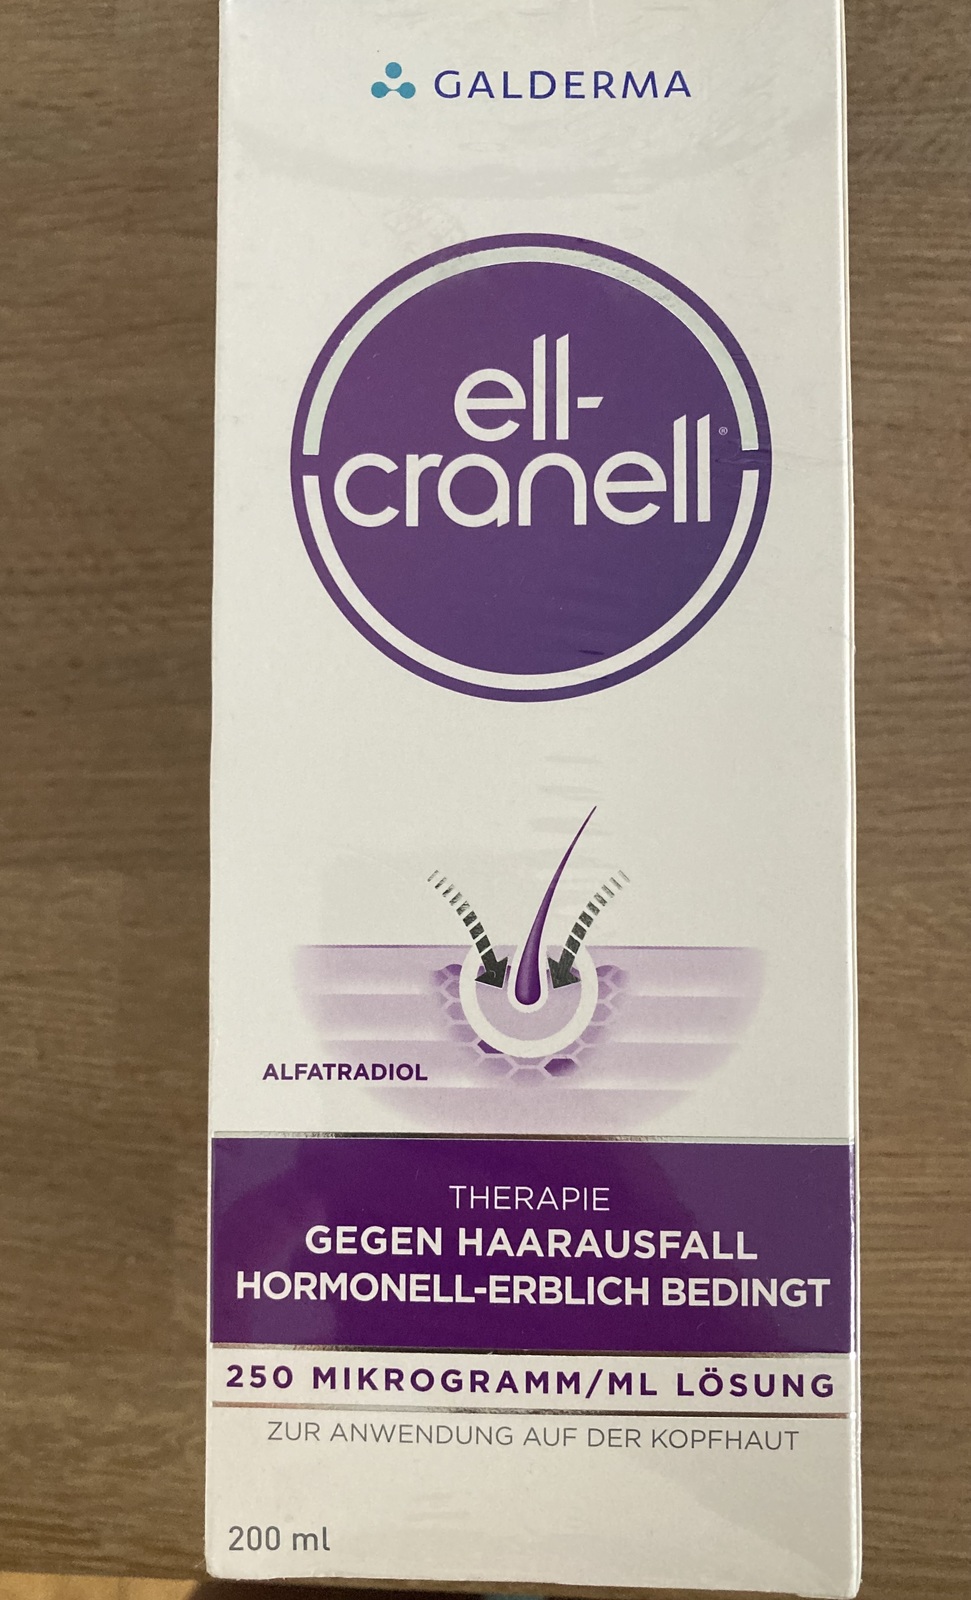 GALDERMA
ell-
cranell®
ALFATRADIOL
THERAPIE
GEGEN HAARAUSFALL
HORMONELL-ERBLICH BEDINGT
250 MIKROGRAMM/ML LÖSUNG
ZUR ANWENDUNG AUF DER KOPFHAUT
200 ml